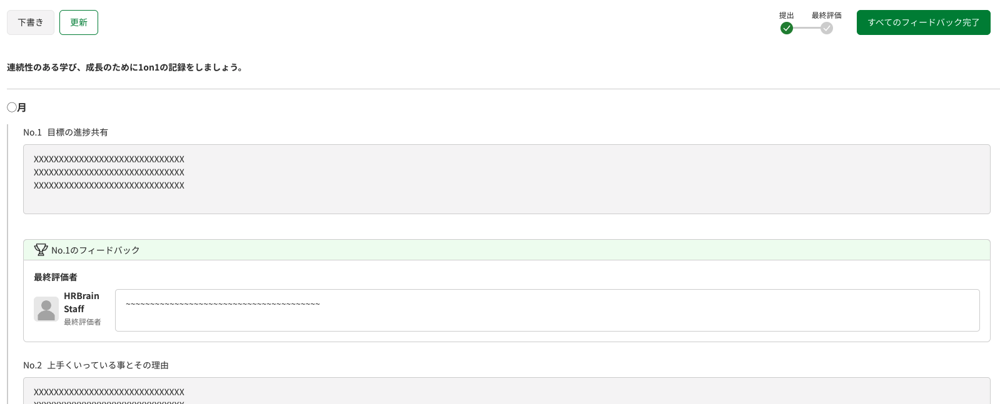 下書き
更新
提出
最終評価
すべてのフィードバック完了
連続性のある学び、成長のために1on1の記録をしましょう。
◯月
No.1 目標の進捗共有
XXXXXXXXXXXXXXXXXXXXXXXXXXXXXX
XXXXXXXXXXXXXXXXXXXXXXXXXXXXXX
XXXXXXXXXXXXXXXXXXXXXXXXXXXXXX
No.1のフィードバック
最終評価者
HRBrain
Staff
最終評価者
~~~~~~~~~~~~~~~~~~~~~~~~~~~~~~~~~~~~~~~
No.2 上手くいっている事とその理由
XXXXXXXXXXXXXXXXXXXXXXXXXXXXXX
XXXXXXXXXXXXXXXXXXXXXXXXXXXXXX